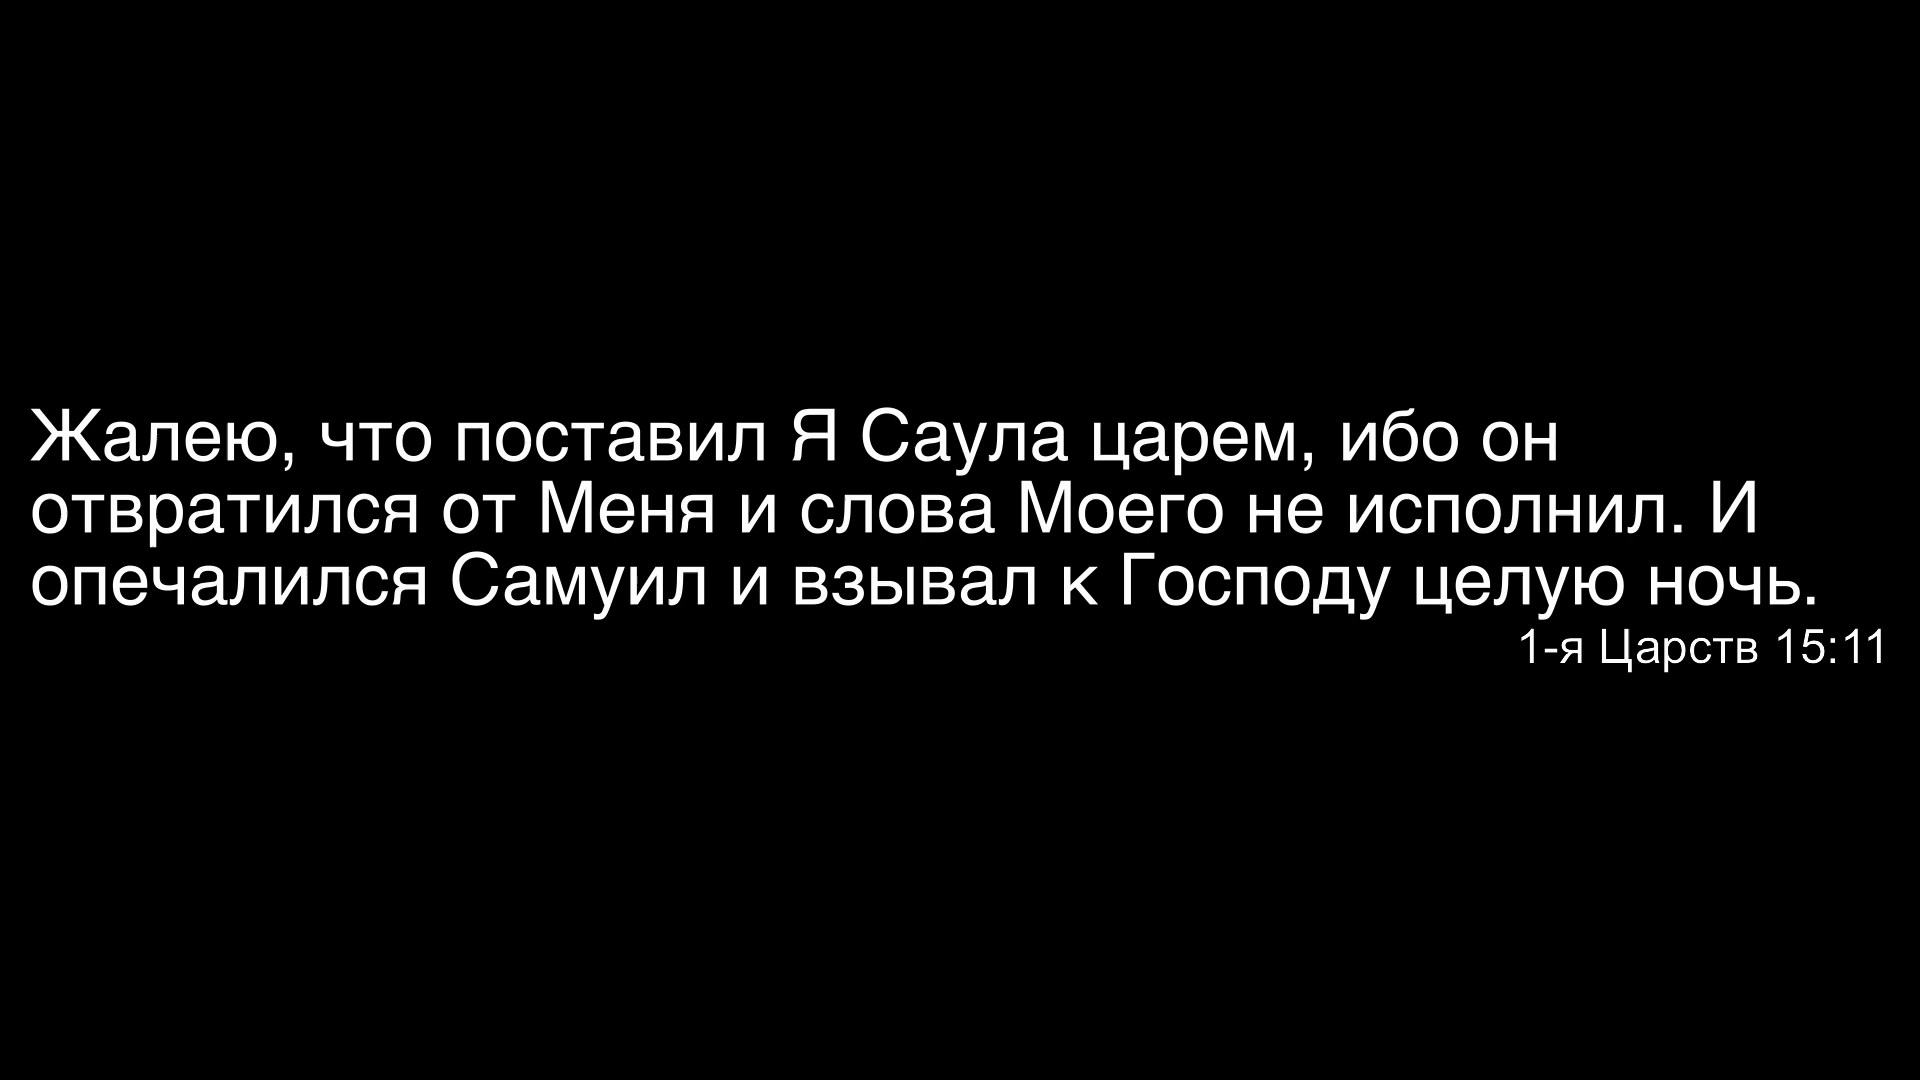 Жалею, что поставил Я Саула царем, ибо он
отвратился от Меня и слова Моего не исполнил. И
опечалился Самуил и взывал к Господу целую ночь.
1-я Царств 15:11